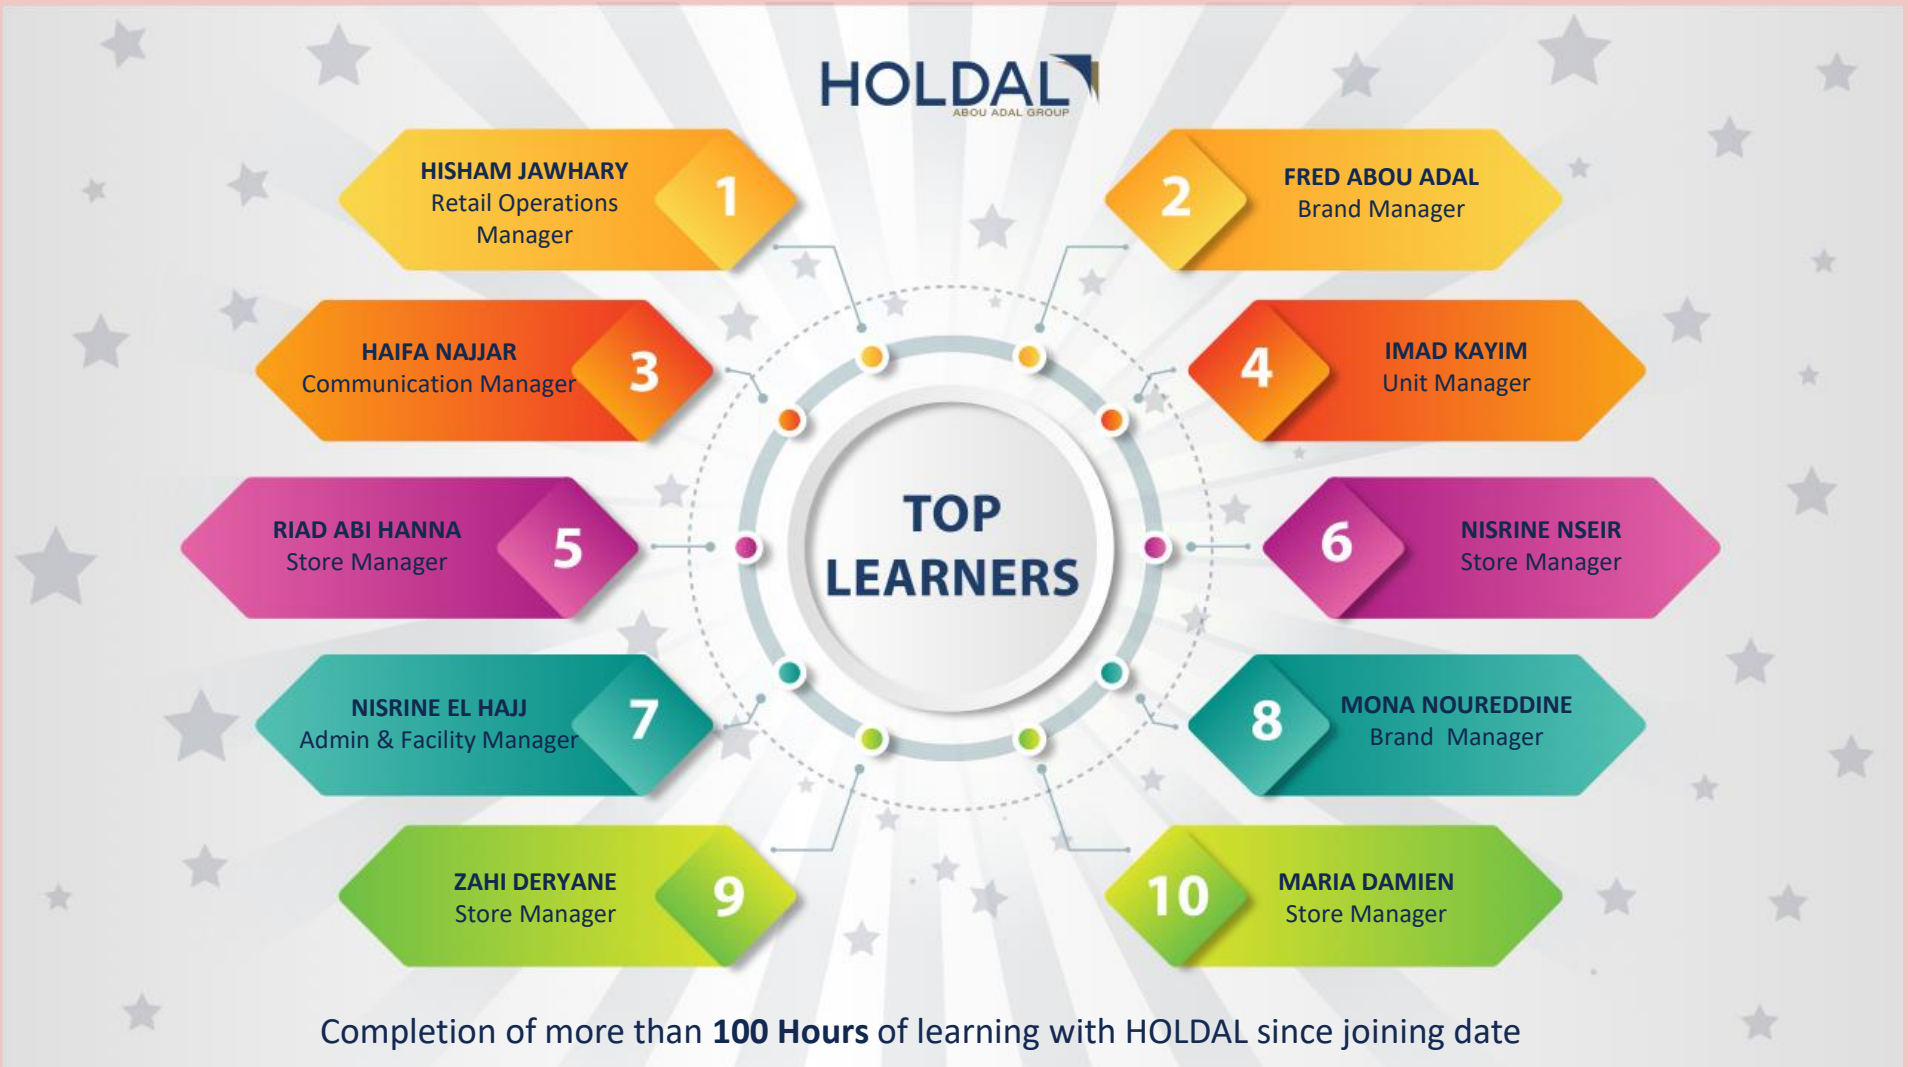 HOLDAL
ABOU ADAL GROUP
HISHAM JAWHARY
Retail Operations
Manager
1
2
FRED ABOU ADAL
Brand Manager
HAIFA NAJJAR
Communication Manager
3
4
IMAD KAYIM
Unit Manager
TOP
LEARNERS
RIAD ABI HANNA
Store Manager
5
6
NISRINE NSEIR
Store Manager
NISRINE EL HAJJ
Admin & Facility Manager
7
8
MONA NOUREDDINE
Brand  Manager
ZAHI DERYANE
Store Manager
9
10
MARIA DAMIEN
Store Manager
Completion of more than 100 Hours of learning with HOLDAL since joining date